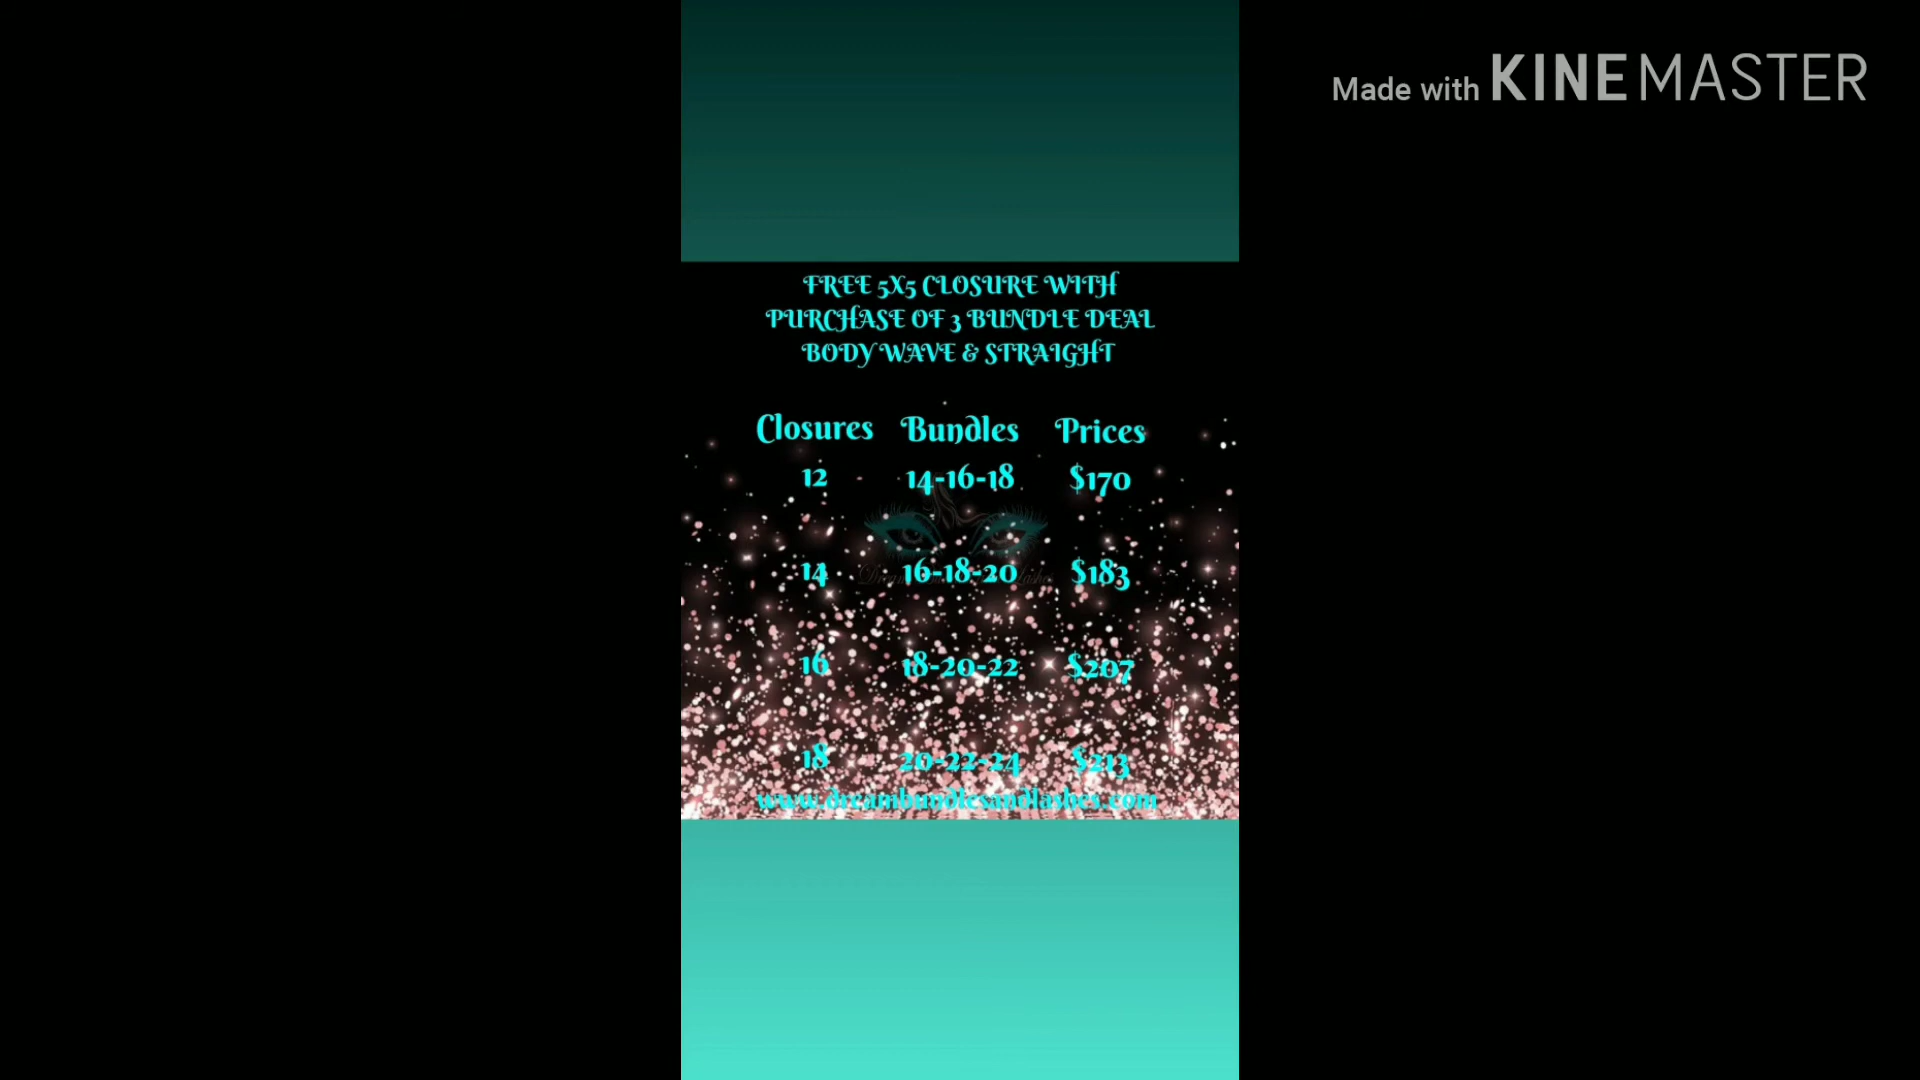 Made with KINEMASTER
FREE 5X5 CLOSURE WITH
PURCHASE OF 3 BUNDLE DEAL
BODY WAVE & STRAIGHT
Closures Bundles Prices
12 14-16-18 $170
14 16-18-20 $183
16 18-20-22 $207
18 20-22-24 $213
www.dreambundlesandlashes.com